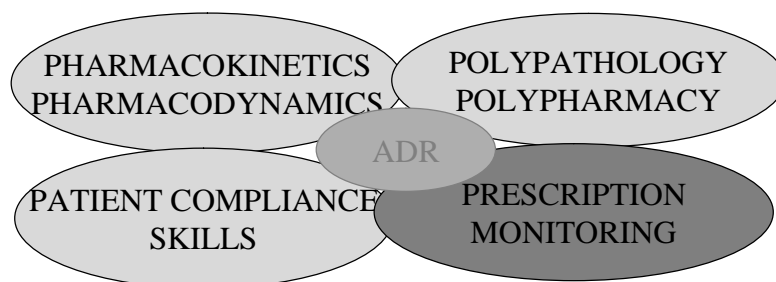 PHARMACOKINETICS
PHARMACODYNAMICS
POLYPATHOLOGY
POLYPHARMACY
ADR
PATIENT COMPLIANCE
SKILLS
PRESCRIPTION
MONITORING